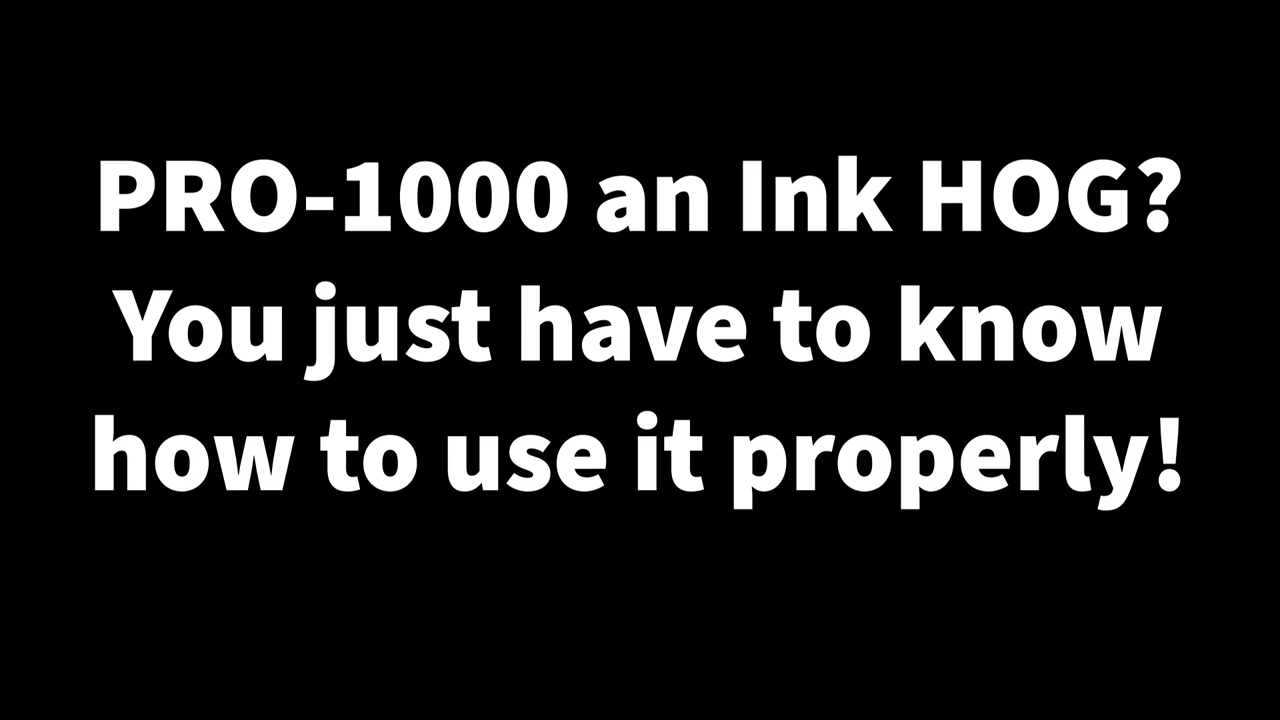 PRO-1000 an Ink HOG?
You just have to know
how to use it properly!